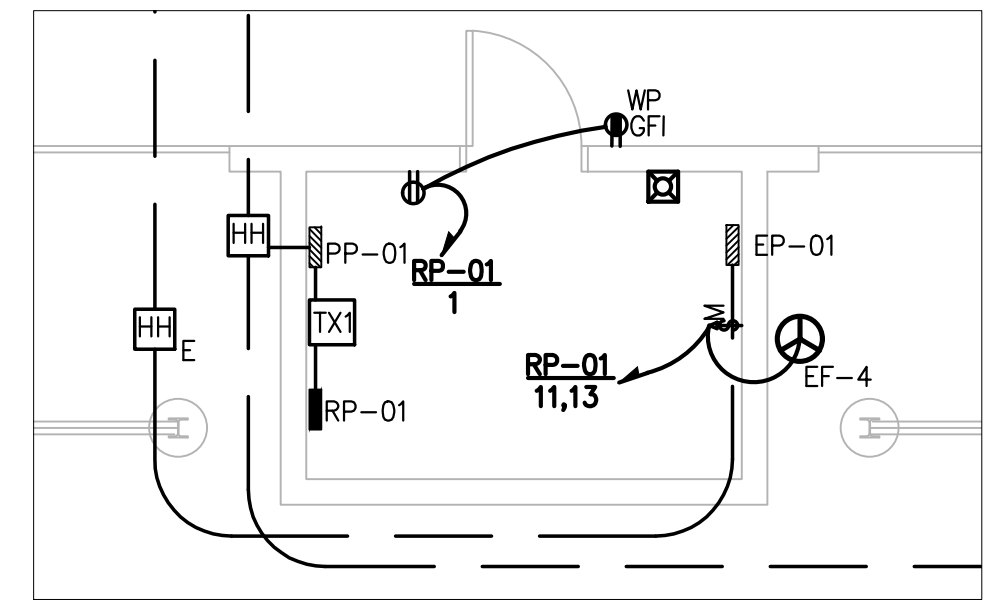 WP
GFI
HH
PP-01
RP-01
1
EP-01
HH
E
TX1
M
$
RP-01
11,13
EF-4
RP-01